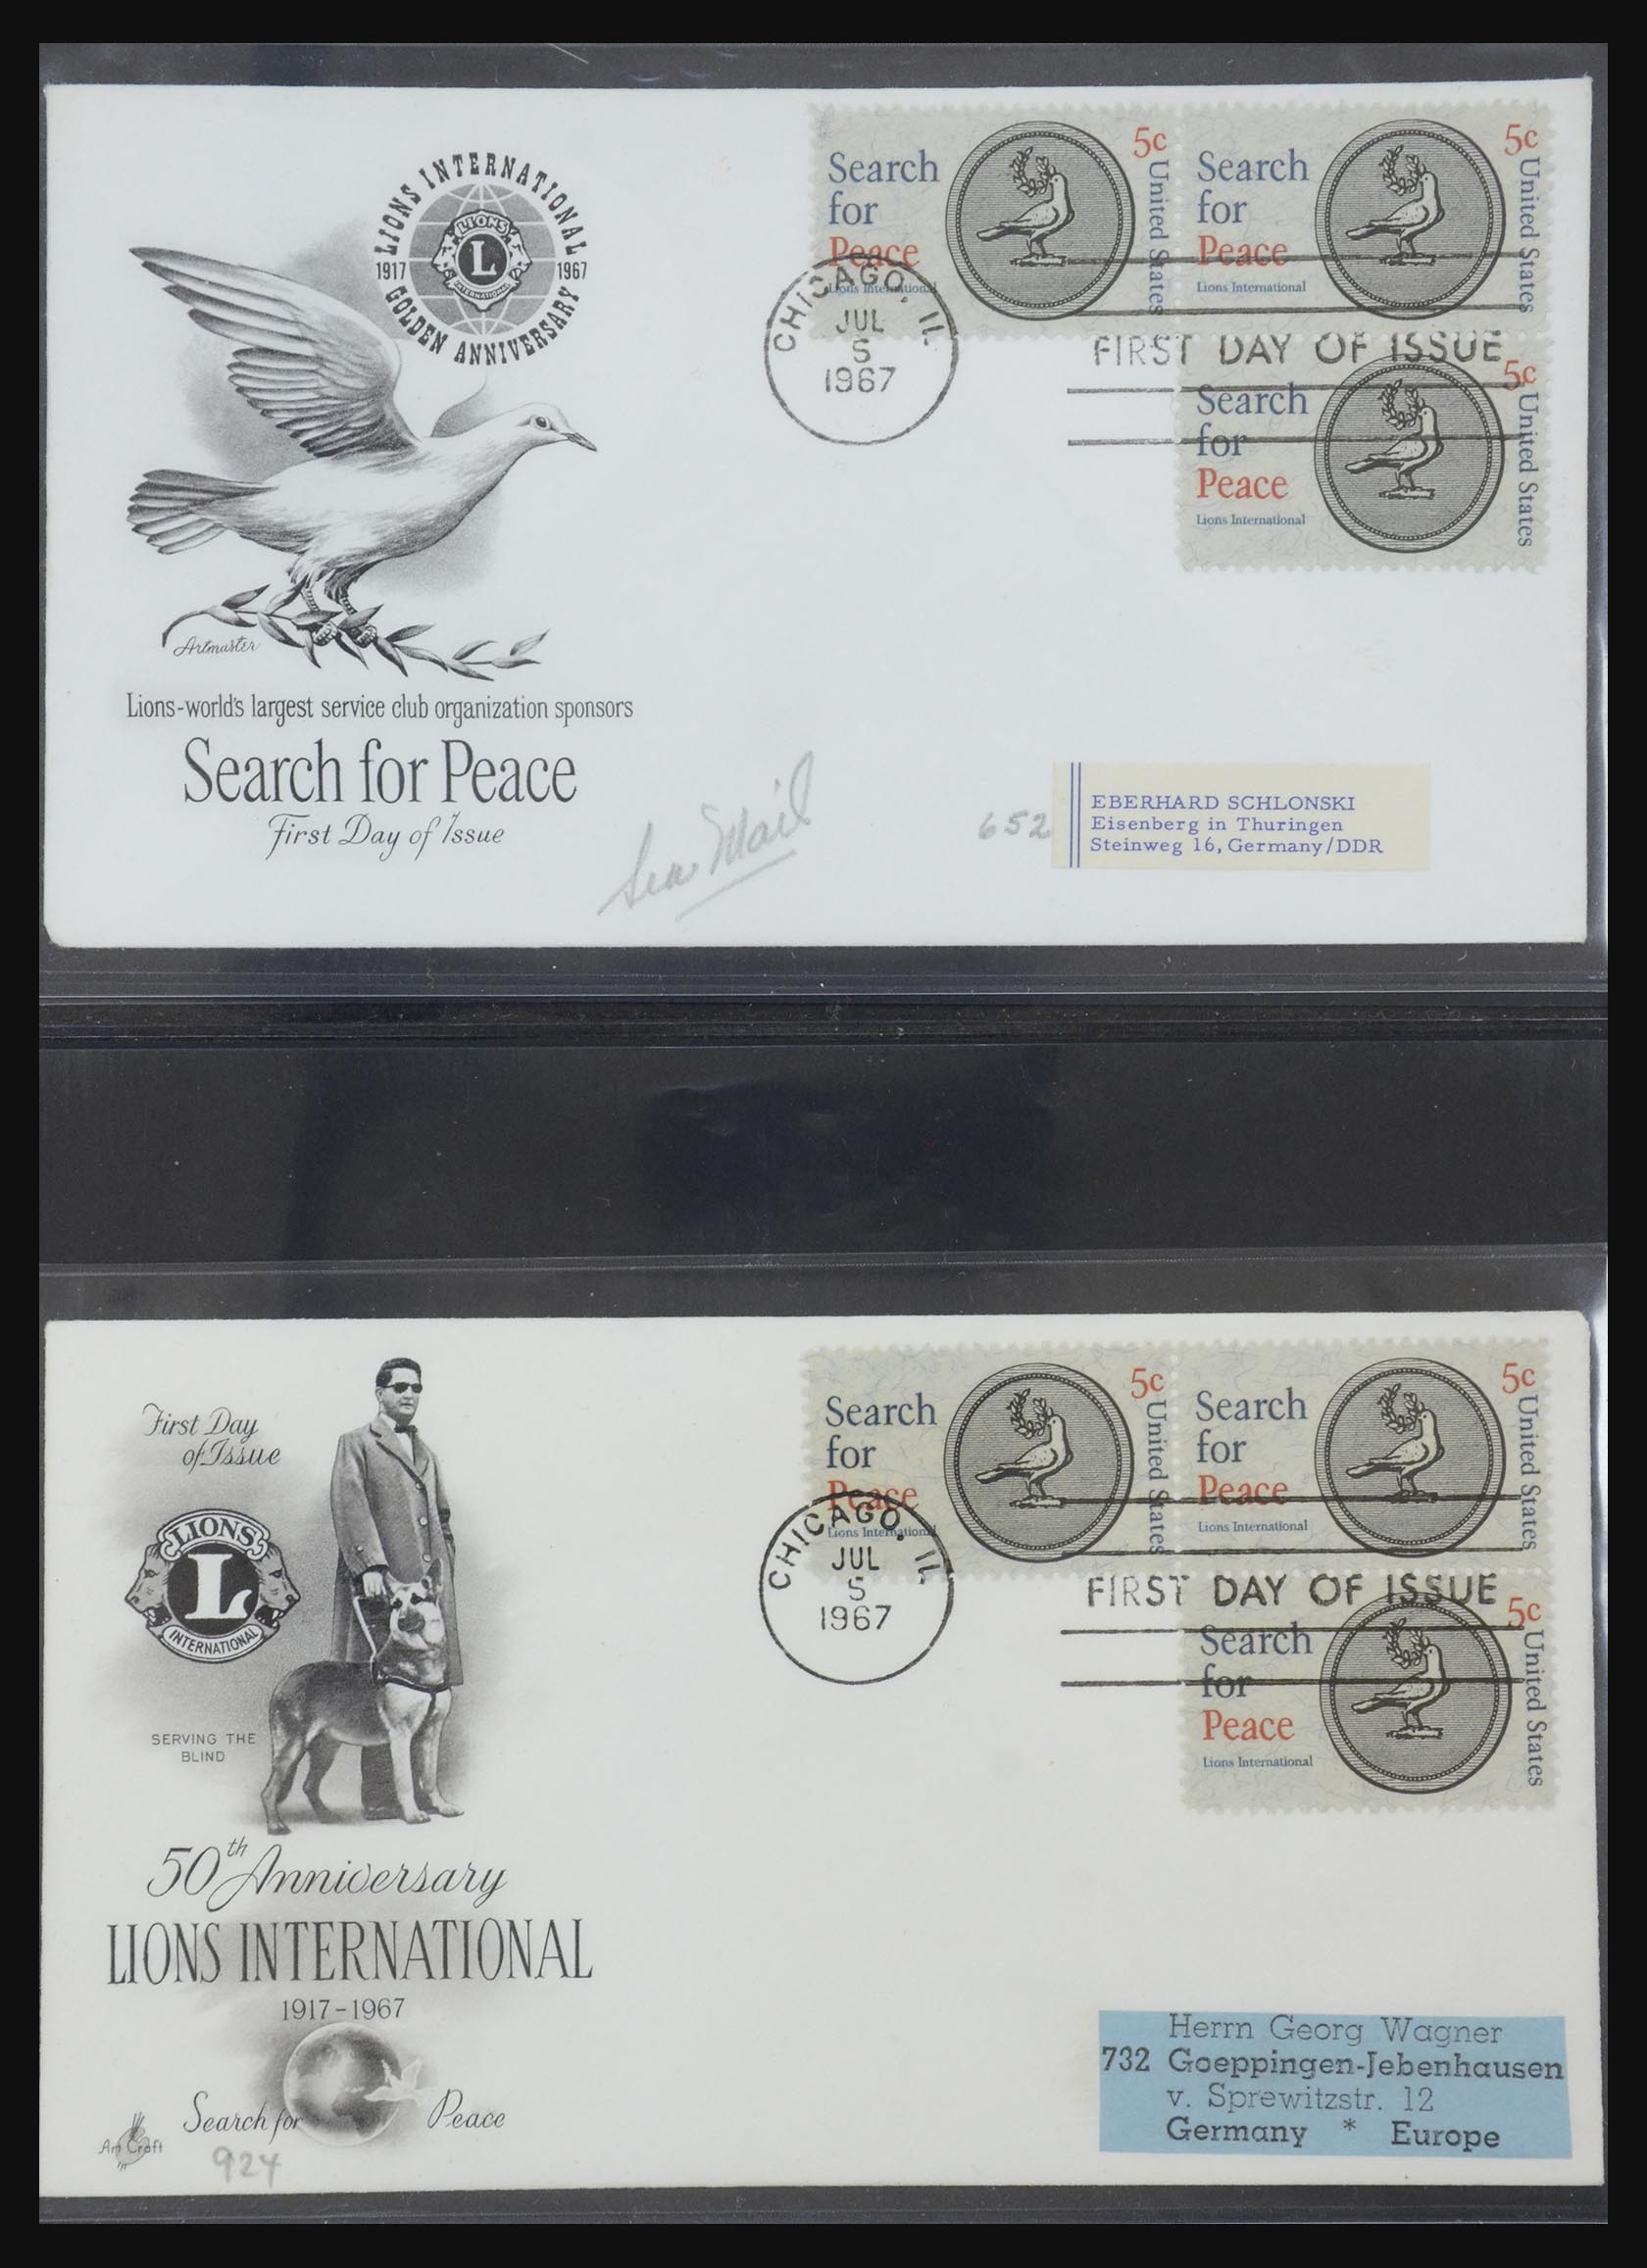 LIONS INTERNATIONAL
LIONS
L
INTERNATIONAL
1917 1967
GOLDEN ANNIVERSARY
Artmaster
Lions-world's largest service club organization sponsors
Search for Peace
First Day of Issue
Sea Mail
5c
Search
for
Peace
Lions International
United States
5c
Search
for
Peace
Lions International
United States
CHICAGO, IL
JUL
5
1967
FIRST DAY OF ISSUE
5c
Search
for
Peace
Lions International
United States
652
EBERHARD SCHLONSKI
Eisenberg in Thuringen
Steinweg 16, Germany/DDR
First Day
of Issue
LIONS
L
INTERNATIONAL
SERVING THE
BLIND
50th Anniversary
LIONS INTERNATIONAL
1917-1967
Search for Peace
Art Craft
924
5c
Search
for
Peace
Lions International
United States
5c
Search
for
Peace
Lions International
United States
CHICAGO, IL
JUL
5
1967
FIRST DAY OF ISSUE
5c
Search
for
Peace
Lions International
United States
Herrn Georg Wagner
732 Goeppingen-Jebenhausen
v. Sprewitzstr. 12
Germany * Europe